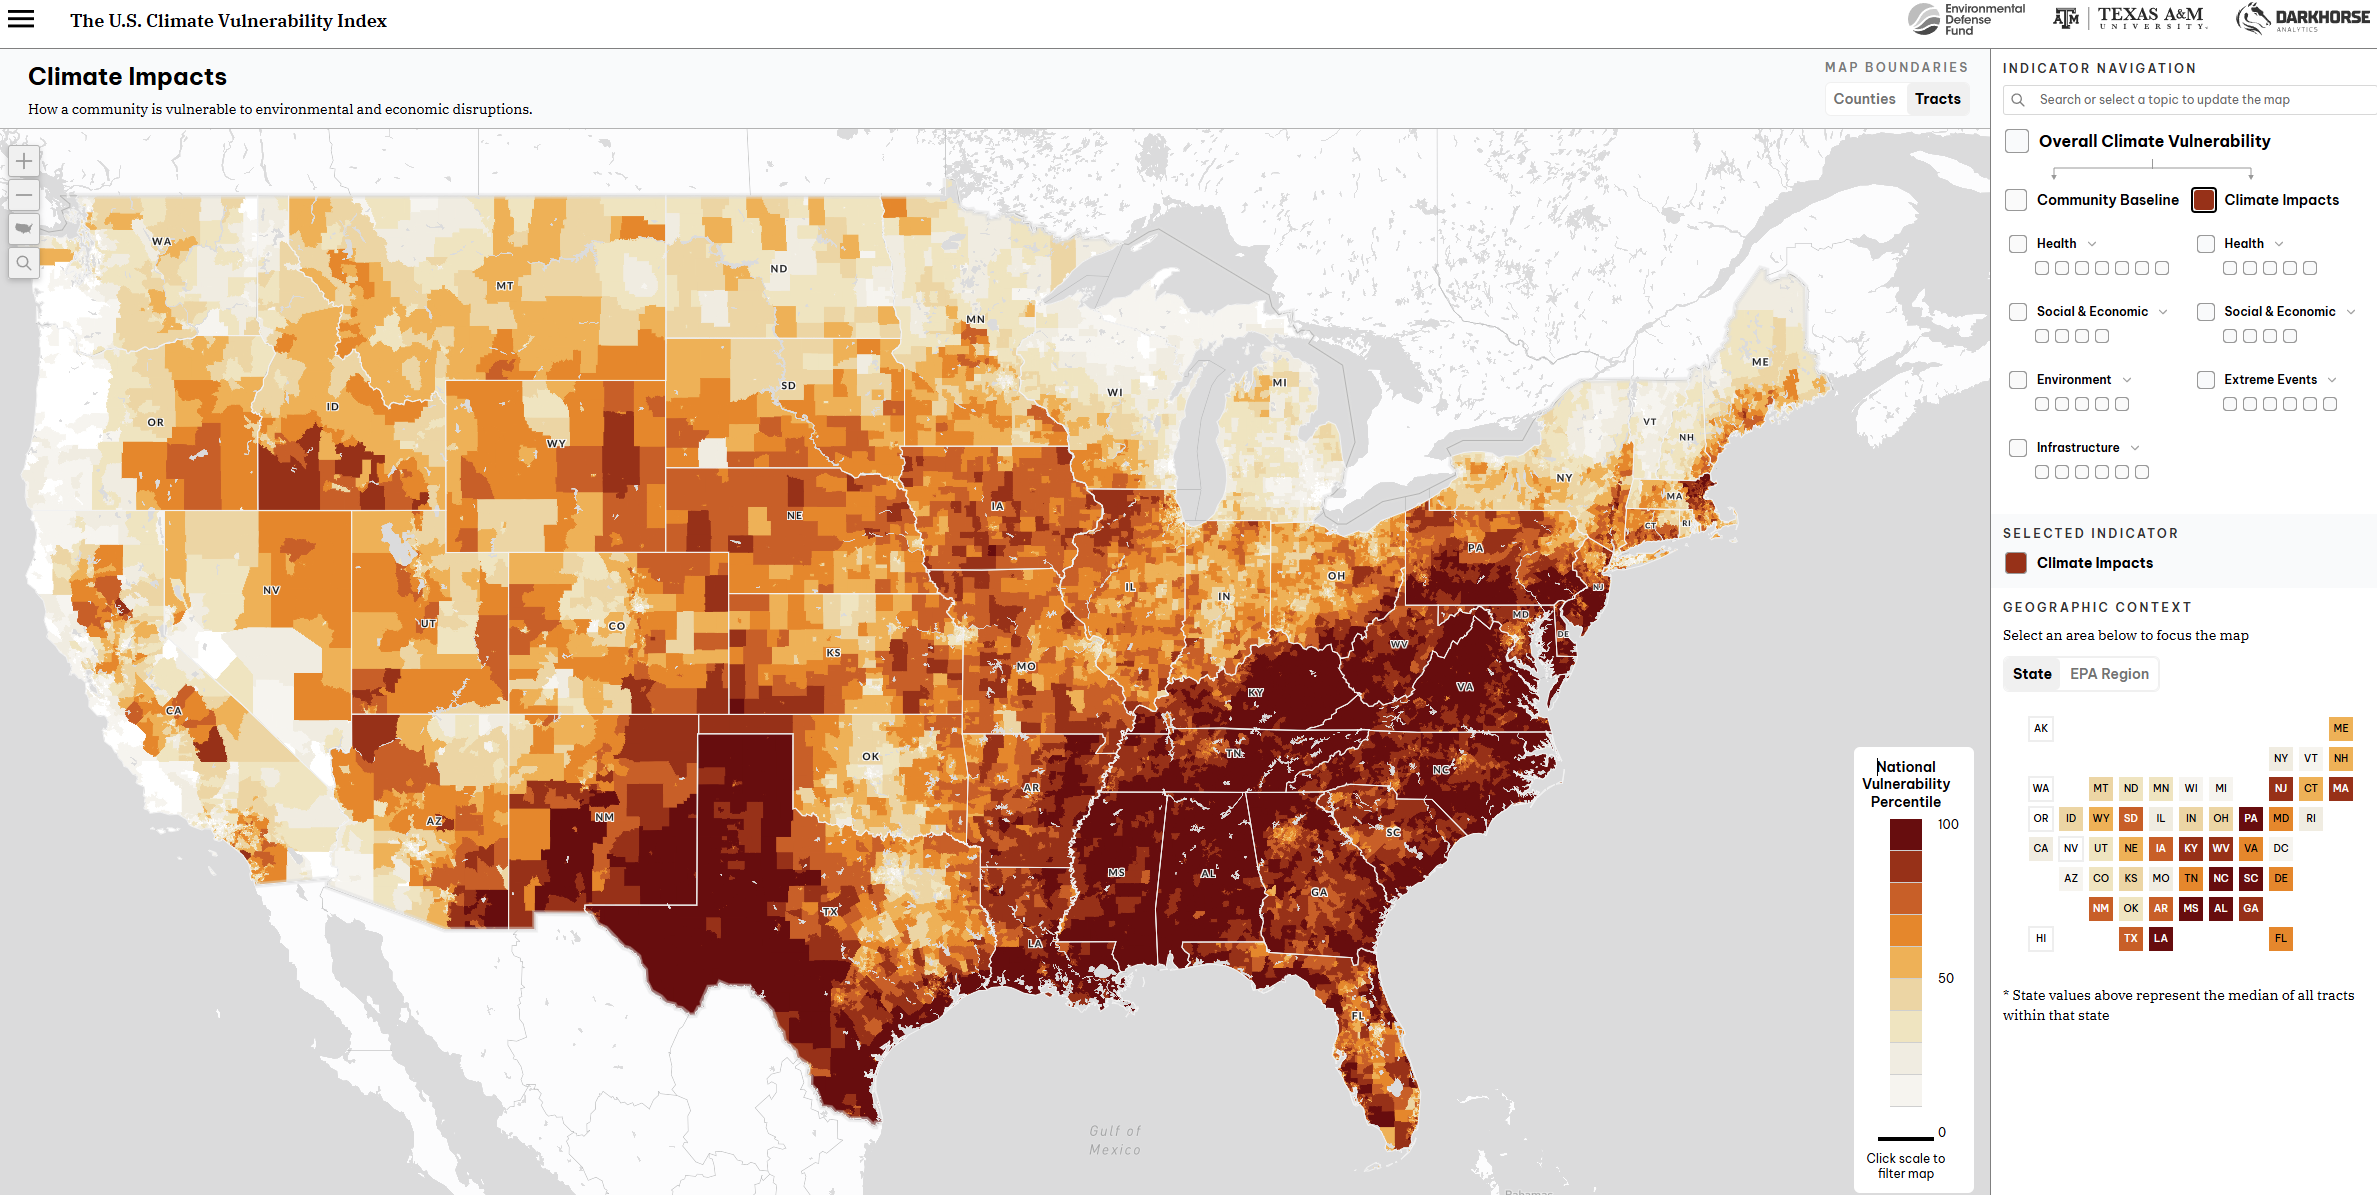 The U.S. Climate Vulnerability Index
Environmental
Defense
Fund
TEXAS A&M
UNIVERSITY
DARKHORSE
ANALYTICS
Climate Impacts
How a community is vulnerable to environmental and economic disruptions.
MAP BOUNDARIES
Counties Tracts
WA
MT
ND
MN
OR
ID
WY
SD
WI
MI
ME
VT
NH
NY
MA
CT
RI
NV
UT
CO
NE
IA
IL
IN
OH
PA
NJ
MD
DE
WV
VA
CA
KS
MO
KY
AZ
NM
OK
AR
TN
NC
SC
TX
LA
MS
AL
GA
FL
Gulf of
Mexico
Bahamas
National
Vulnerability
Percentile
100
50
0
Click scale to
filter map
INDICATOR NAVIGATION
Search or select a topic to update the map
Overall Climate Vulnerability
Community Baseline Climate Impacts
Health Health
Social & Economic Social & Economic
Environment Extreme Events
Infrastructure
SELECTED INDICATOR
Climate Impacts
GEOGRAPHIC CONTEXT
Select an area below to focus the map
State EPA Region
AK ME
NY VT NH
WA MT ND MN WI MI NJ CT MA
OR ID WY SD IL IN OH PA MD RI
CA NV UT NE IA KY WV VA DC
AZ CO KS MO TN NC SC DE
NM OK AR MS AL GA
HI TX LA FL
* State values above represent the median of all tracts
within that state